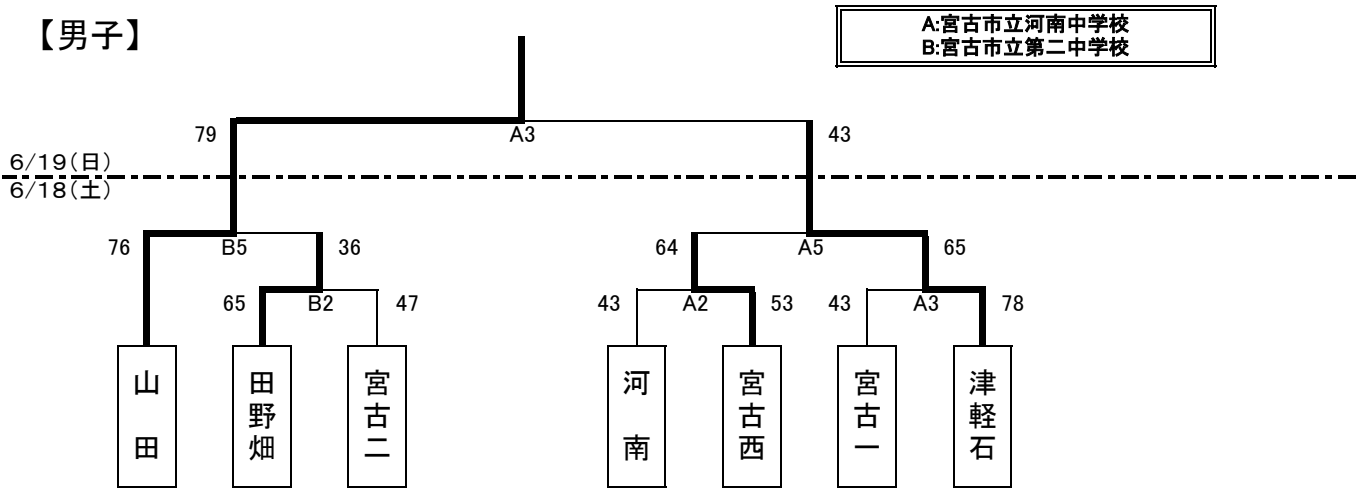 【男子】
A:宮古市立河南中学校
B:宮古市立第二中学校
79
A3
43
6/19(日)
6/18(土)
76
B5
36
64
A5
65
65
B2
47
43
A2
53
43
A3
78
山田
田野畑
宮古二
河南
宮古西
宮古一
津軽石